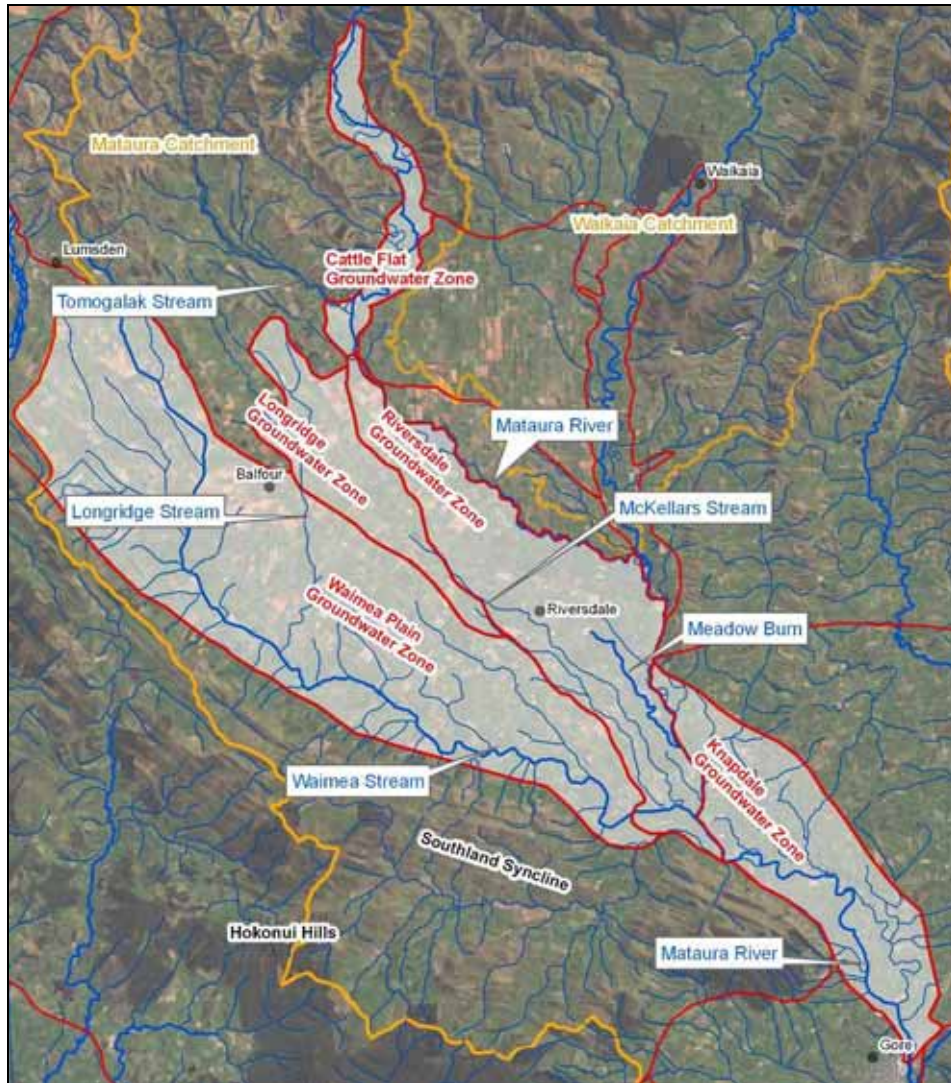 Mataura Catchment
Waikaia
Waikaia Catchment
Lumsden
Cattle Flat
Groundwater Zone
Tomogalak Stream
Longridge
Groundwater Zone
Riversdale
Groundwater Zone
Mataura River
Balfour
Longridge Stream
McKellars Stream
Waimea Plain
Groundwater Zone
Riversdale
Meadow Burn
Knapdale
Groundwater Zone
Waimea Stream
Southland Syncline
Hokonui Hills
Mataura River
Gore